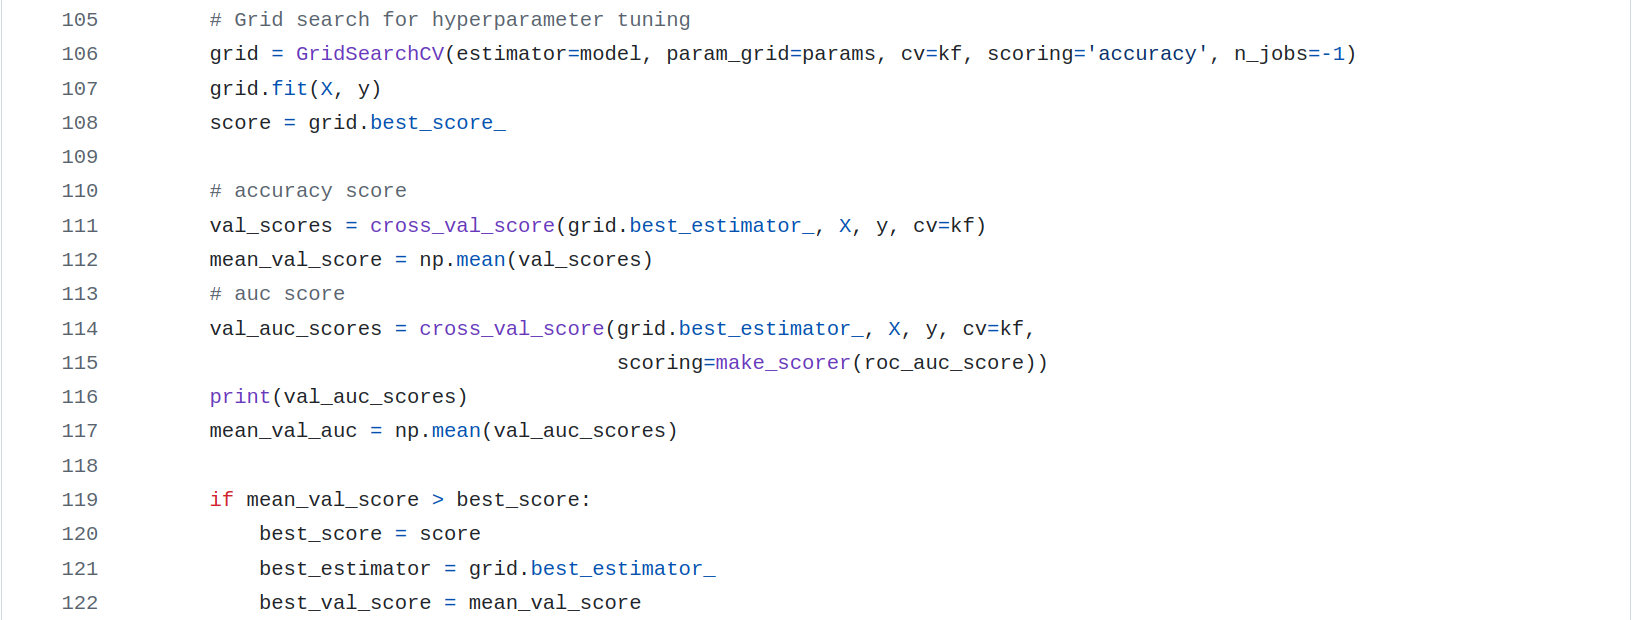 105 # Grid search for hyperparameter tuning
106 grid = GridSearchCV(estimator=model, param_grid=params, cv=kf, scoring='accuracy', n_jobs=-1)
107 grid.fit(X, y)
108 score = grid.best_score_
109
110 # accuracy score
111 val_scores = cross_val_score(grid.best_estimator_, X, y, cv=kf)
112 mean_val_score = np.mean(val_scores)
113 # auc score
114 val_auc_scores = cross_val_score(grid.best_estimator_, X, y, cv=kf,
115 scoring=make_scorer(roc_auc_score))
116 print(val_auc_scores)
117 mean_val_auc = np.mean(val_auc_scores)
118
119 if mean_val_score > best_score:
120 best_score = score
121 best_estimator = grid.best_estimator_
122 best_val_score = mean_val_score